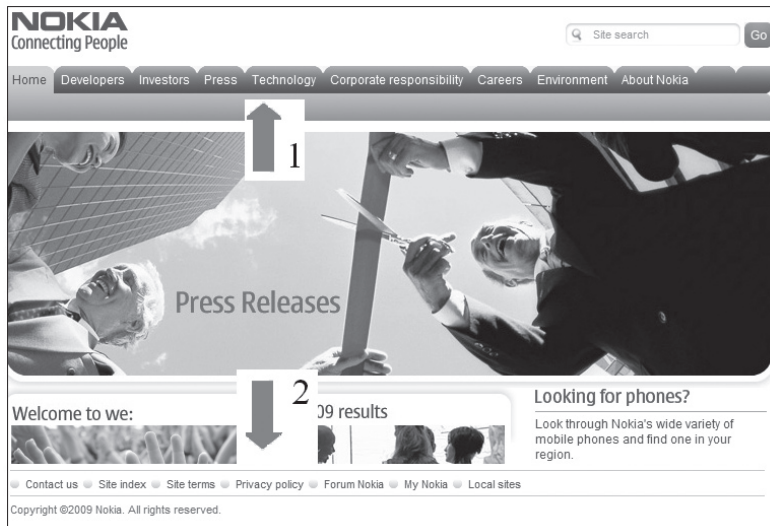 NOKIA
Connecting People
Site search
Go
Home Developers Investors Press Technology Corporate responsibility Careers Environment About Nokia
1
Press Releases
2
Welcome to we:
09 results
Looking for phones?
Look through Nokia's wide variety of
mobile phones and find one in your
region.
Contact us Site index Site terms Privacy policy Forum Nokia My Nokia Local sites
Copyright ©2009 Nokia. All rights reserved.